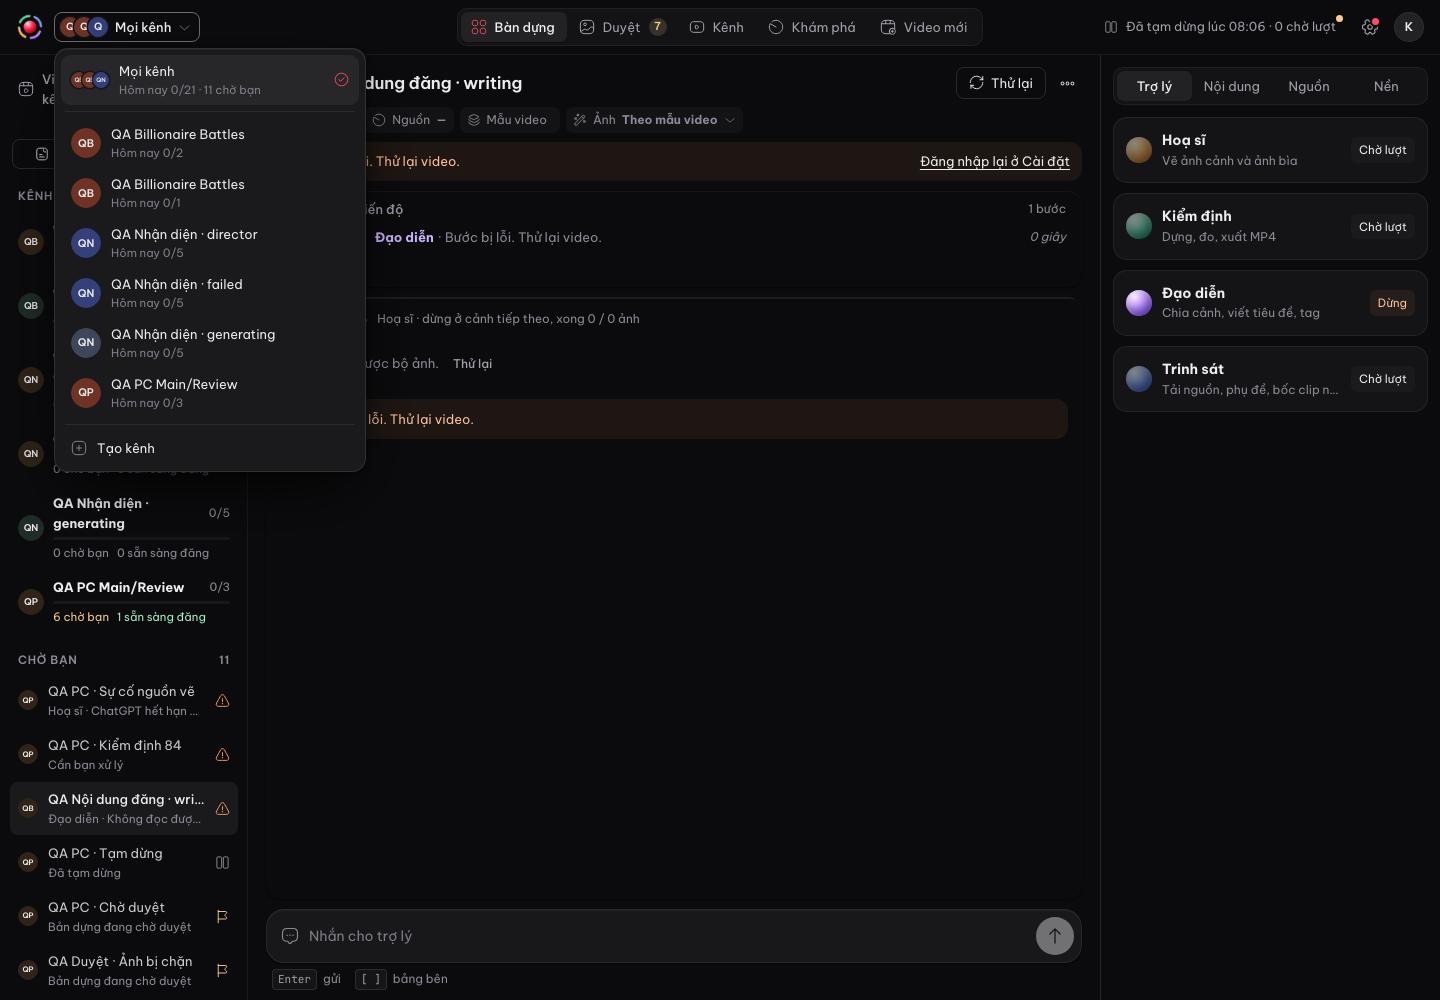 Mọi kênh
Bàn dựng
Duyệt 7
Kênh
Khám phá
Video mới
Đã tạm dừng lúc 08:06 · 0 chờ lượt
K
Mọi kênh
Hôm nay 0/21 · 11 chờ bạn
QB
QA Billionaire Battles
Hôm nay 0/2
QB
QA Billionaire Battles
Hôm nay 0/1
QN
QA Nhận diện · director
Hôm nay 0/5
QN
QA Nhận diện · failed
Hôm nay 0/5
QN
QA Nhận diện · generating
Hôm nay 0/5
QP
QA PC Main/Review
Hôm nay 0/3
Tạo kênh
KÊNH
QB
QB
QN
QN
QN
QA Nhận diện ·
generating
0/5
0 chờ bạn 0 sẵn sàng đăng
QP
QA PC Main/Review
0/3
6 chờ bạn 1 sẵn sàng đăng
CHỜ BẠN 11
QP
QA PC · Sự cố nguồn vẽ
Hoạ sĩ · ChatGPT hết hạn ...
QP
QA PC · Kiểm định 84
Cần bạn xử lý
QB
QA Nội dung đăng · wri...
Đạo diễn · Không đọc đượ...
QP
QA PC · Tạm dừng
Đã tạm dừng
QP
QA PC · Chờ duyệt
Bản dựng đang chờ duyệt
QP
QA Duyệt · Ảnh bị chặn
Bản dựng đang chờ duyệt
dung đăng · writing
Thử lại
Nguồn –
Mẫu video
Ảnh Theo mẫu video
i. Thử lại video.
Đăng nhập lại ở Cài đặt
iến độ
1 bước
Đạo diễn · Bước bị lỗi. Thử lại video.
0 giây
Hoạ sĩ · dừng ở cảnh tiếp theo, xong 0 / 0 ảnh
ược bộ ảnh.
Thử lại
lỗi. Thử lại video.
Nhắn cho trợ lý
Enter gửi [ ] bảng bên
Trợ lý
Nội dung
Nguồn
Nền
Hoạ sĩ
Vẽ ảnh cảnh và ảnh bìa
Chờ lượt
Kiểm định
Dựng, đo, xuất MP4
Chờ lượt
Đạo diễn
Chia cảnh, viết tiêu đề, tag
Dừng
Trinh sát
Tải nguồn, phụ đề, bốc clip n...
Chờ lượt